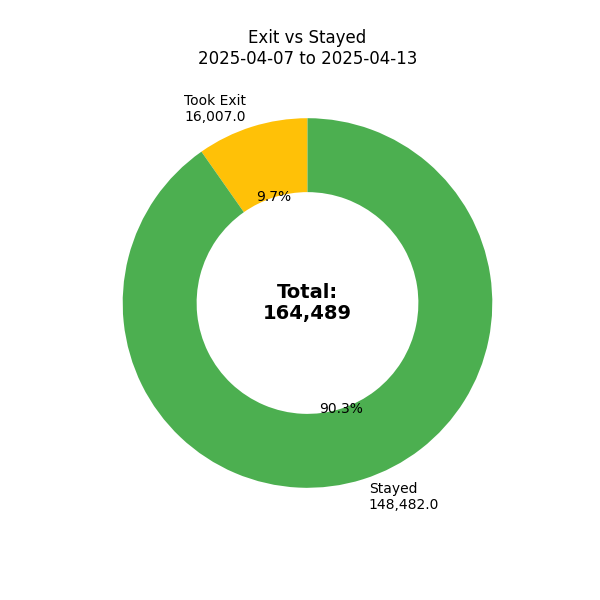 Exit vs Stayed
2025-04-07 to 2025-04-13
Took Exit
16,007.0
9.7%
Total:
164,489
90.3%
Stayed
148,482.0